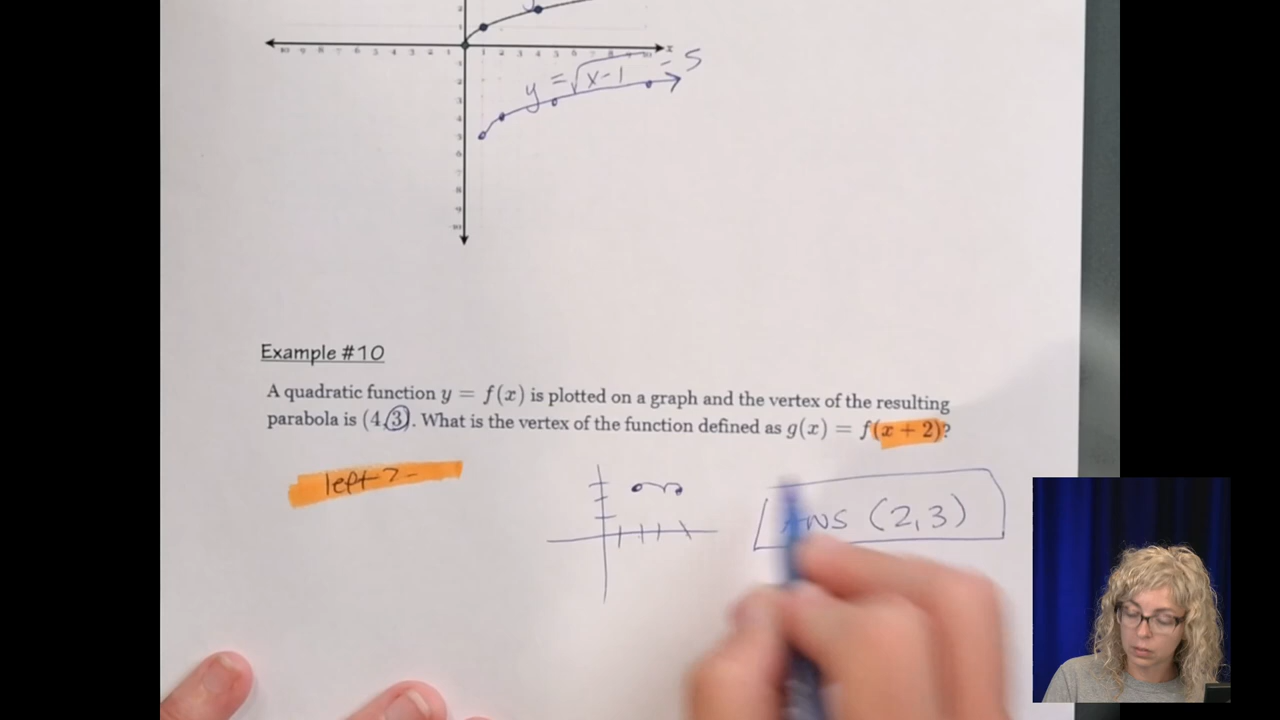 y = √x-1 - 5
Example #10
A quadratic function y = f(x) is plotted on a graph and the vertex of the resulting
parabola is (4,3). What is the vertex of the function defined as g(x) = f(x + 2)?
left 2
Ans (2,3)